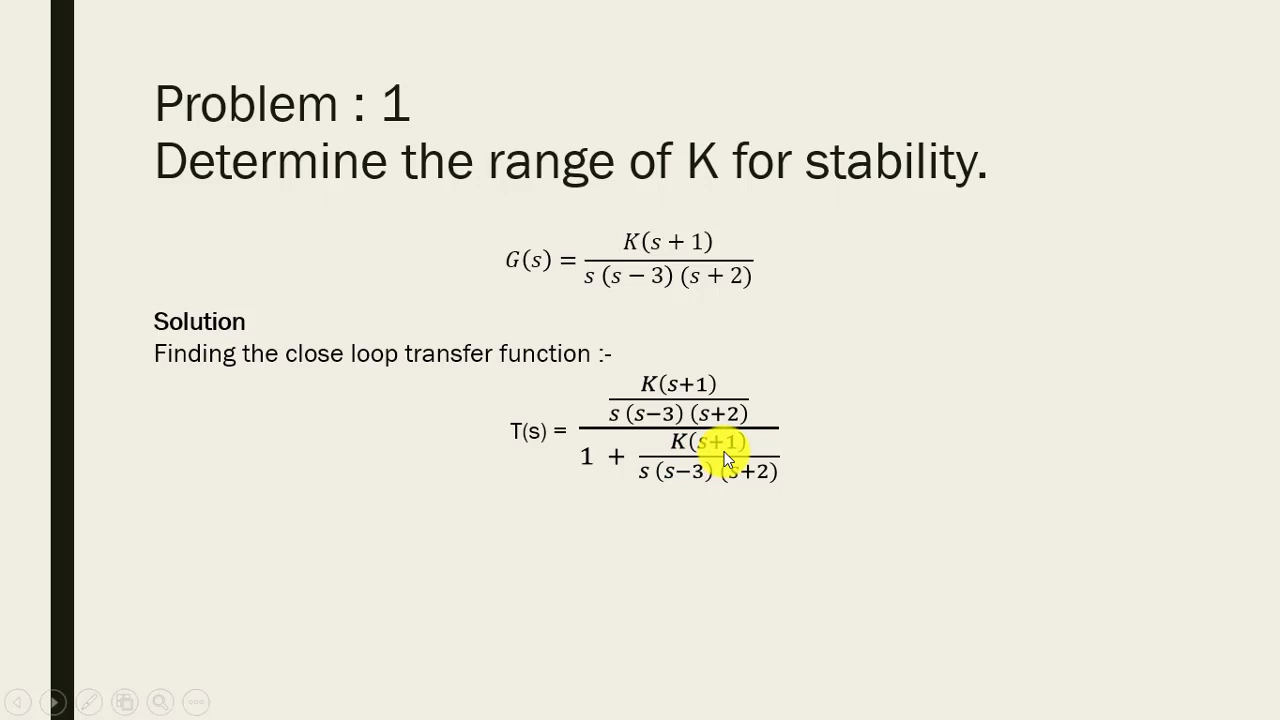 Problem : 1
Determine the range of K for stability.
G(s) = K(s + 1) / s (s − 3) (s + 2)
Solution
Finding the close loop transfer function :-
T(s) = K(s+1) / s (s−3) (s+2) / 1 + K(s+1) / s (s−3) (s+2)